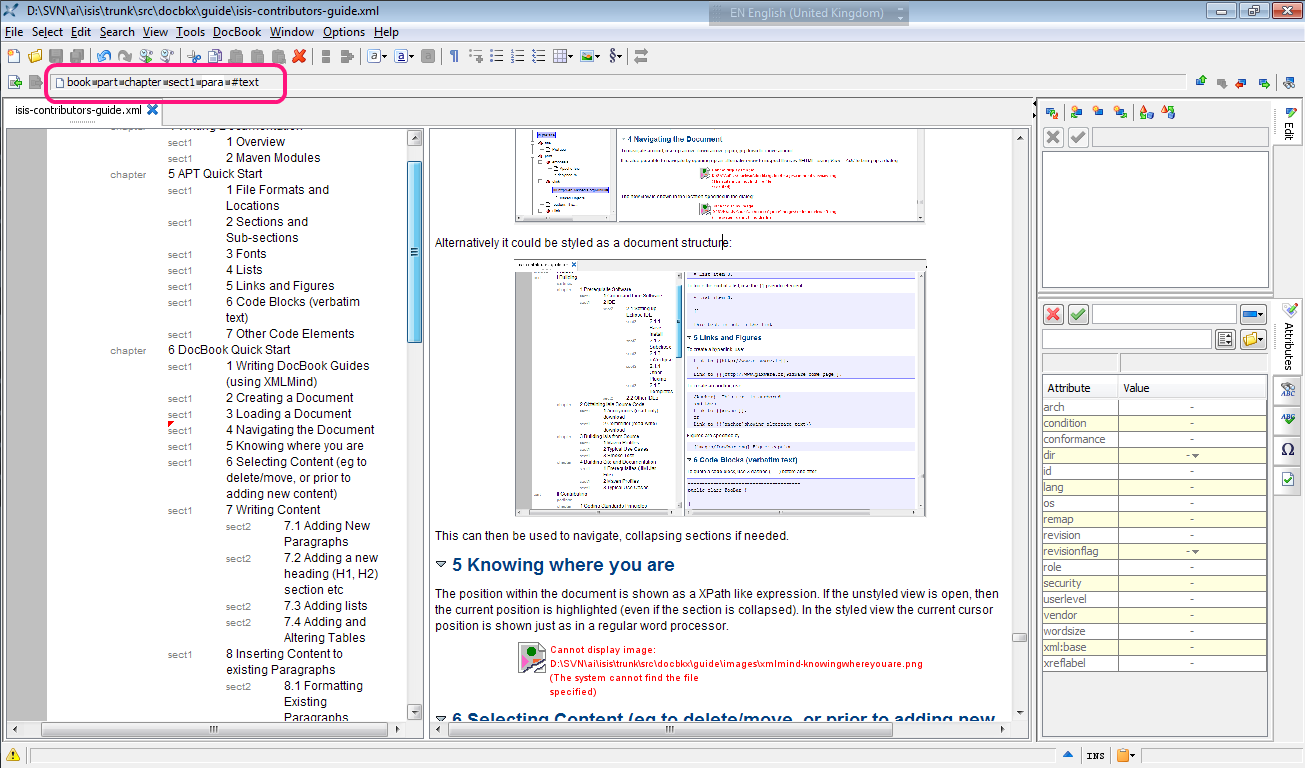 D:\SVN\ai\isis\trunk\src\docbkx\guide\isis-contributors-guide.xml
EN English (United Kingdom)
File Select Edit Search View Tools DocBook Window Options Help
book part chapter sect1 para #text
isis-contributors-guide.xml
sect1 1 Overview
sect1 2 Maven Modules
chapter 5 APT Quick Start
sect1 1 File Formats and
Locations
sect1 2 Sections and
Sub-sections
sect1 3 Fonts
sect1 4 Lists
sect1 5 Links and Figures
sect1 6 Code Blocks (verbatim
text)
sect1 7 Other Code Elements
chapter 6 DocBook Quick Start
sect1 1 Writing DocBook Guides
(using XMLMind)
sect1 2 Creating a Document
sect1 3 Loading a Document
sect1 4 Navigating the Document
sect1 5 Knowing where you are
sect1 6 Selecting Content (eg to
delete/move, or prior to
adding new content)
sect1 7 Writing Content
sect2 7.1 Adding New
Paragraphs
sect2 7.2 Adding a new
heading (H1, H2)
section etc
sect2 7.3 Adding lists
sect2 7.4 Adding and
Altering Tables
sect1 8 Inserting Content to
existing Paragraphs
sect2 8.1 Formatting
Existing
Paragraphs
4 Navigating the Document
Alternatively it could be styled as a document structure:
5 Links and Figures
6 Code Blocks (verbatim text)
This can then be used to navigate, collapsing sections if needed.
5 Knowing where you are
The position within the document is shown as a XPath like expression. If the unstyled view is open, then
the current position is highlighted (even if the section is collapsed). In the styled view the current cursor
position is shown just as in a regular word processor.
Cannot display image:
D:\SVN\ai\isis\trunk\src\docbkx\guide\images\xmlmind-knowingwhereyouare.png
(The system cannot find the file
specified)
6 Selecting Content (eg to delete/move, or prior to adding new
Edit
Attributes
Attribute Value
arch -
condition -
conformance -
dir -
id -
lang -
os -
remap -
revision -
revisionflag -
role -
security -
userlevel -
vendor -
wordsize -
xml:base -
xreflabel -
ABC
ABC
Ω
INS